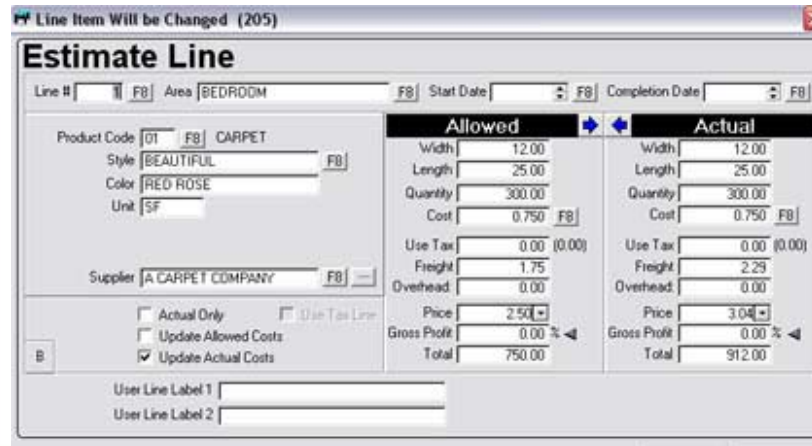 Line Item Will be Changed (205)
Estimate Line
Line # 1 F8 Area BEDROOM F8 Start Date F8 Completion Date F8
Allowed Actual
Product Code 01 F8 CARPET
Style BEAUTIFUL F8
Color RED ROSE
Unit SF
Supplier A CARPET COMPANY F8 ...
Actual Only Use Tax Line
Update Allowed Costs
B Update Actual Costs
Width 12.00
Length 25.00
Quantity 300.00
Cost 0.750 F8
Use Tax 0.00 (0.00)
Freight 1.75
Overhead 0.00
Price 2.50
Gross Profit 0.00 %
Total 750.00
Width 12.00
Length 25.00
Quantity 300.00
Cost 0.750 F8
Use Tax 0.00 (0.00)
Freight 2.29
Overhead 0.00
Price 3.04
Gross Profit 0.00 %
Total 912.00
User Line Label 1
User Line Label 2